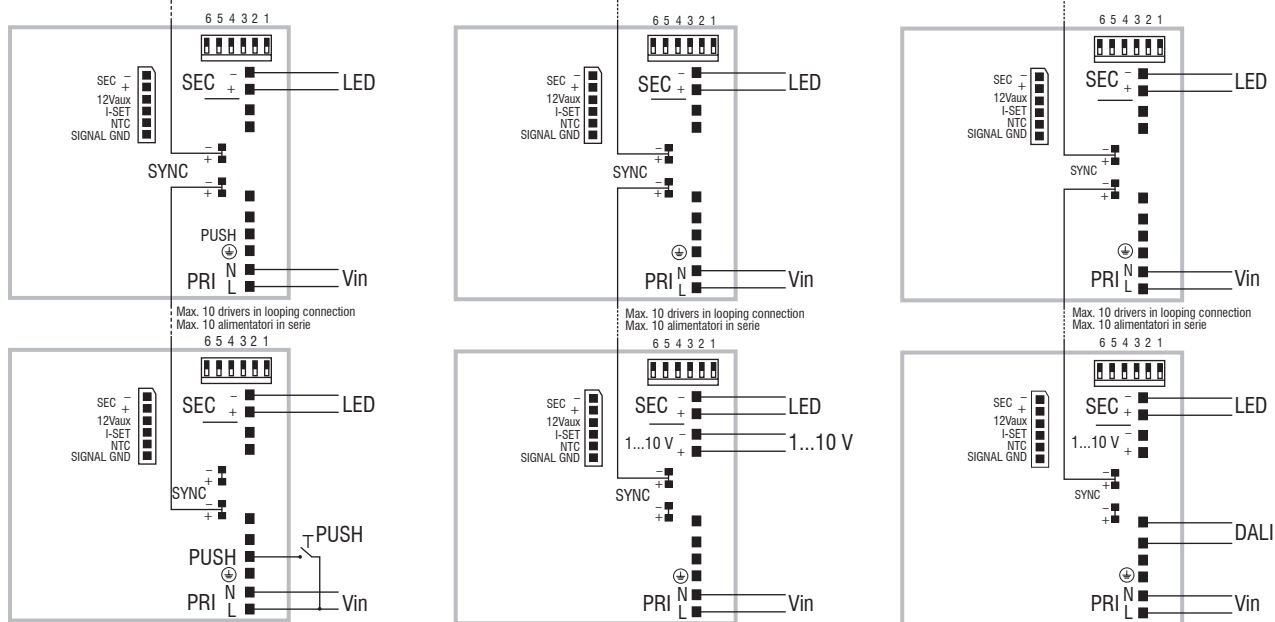 6 5 4 3 2 1
SEC −
+
12Vaux
I-SET
NTC
SIGNAL GND
SEC −
+
LED
−
+
SYNC
−
+
PUSH
N
PRI
L
Vin
6 5 4 3 2 1
SEC −
+
12Vaux
I-SET
NTC
SIGNAL GND
SEC −
+
LED
−
+
SYNC
−
+
N
PRI
L
Vin
6 5 4 3 2 1
SEC −
+
12Vaux
I-SET
NTC
SIGNAL GND
SEC −
+
LED
−
+
SYNC
−
+
N
PRI
L
Vin
Max. 10 drivers in looping connection
Max. 10 alimentatori in serie
6 5 4 3 2 1
SEC −
+
12Vaux
I-SET
NTC
SIGNAL GND
SEC −
+
LED
−
+
SYNC
−
+
PUSH
PUSH
N
PRI
L
Vin
Max. 10 drivers in looping connection
Max. 10 alimentatori in serie
6 5 4 3 2 1
SEC −
+
12Vaux
I-SET
NTC
SIGNAL GND
SEC −
+
LED
1...10 V −
+
1...10 V
−
+
SYNC
−
+
N
PRI
L
Vin
Max. 10 drivers in looping connection
Max. 10 alimentatori in serie
6 5 4 3 2 1
SEC −
+
12Vaux
I-SET
NTC
SIGNAL GND
SEC −
+
LED
1...10 V −
+
−
+
SYNC
−
+
DALI
N
PRI
L
Vin